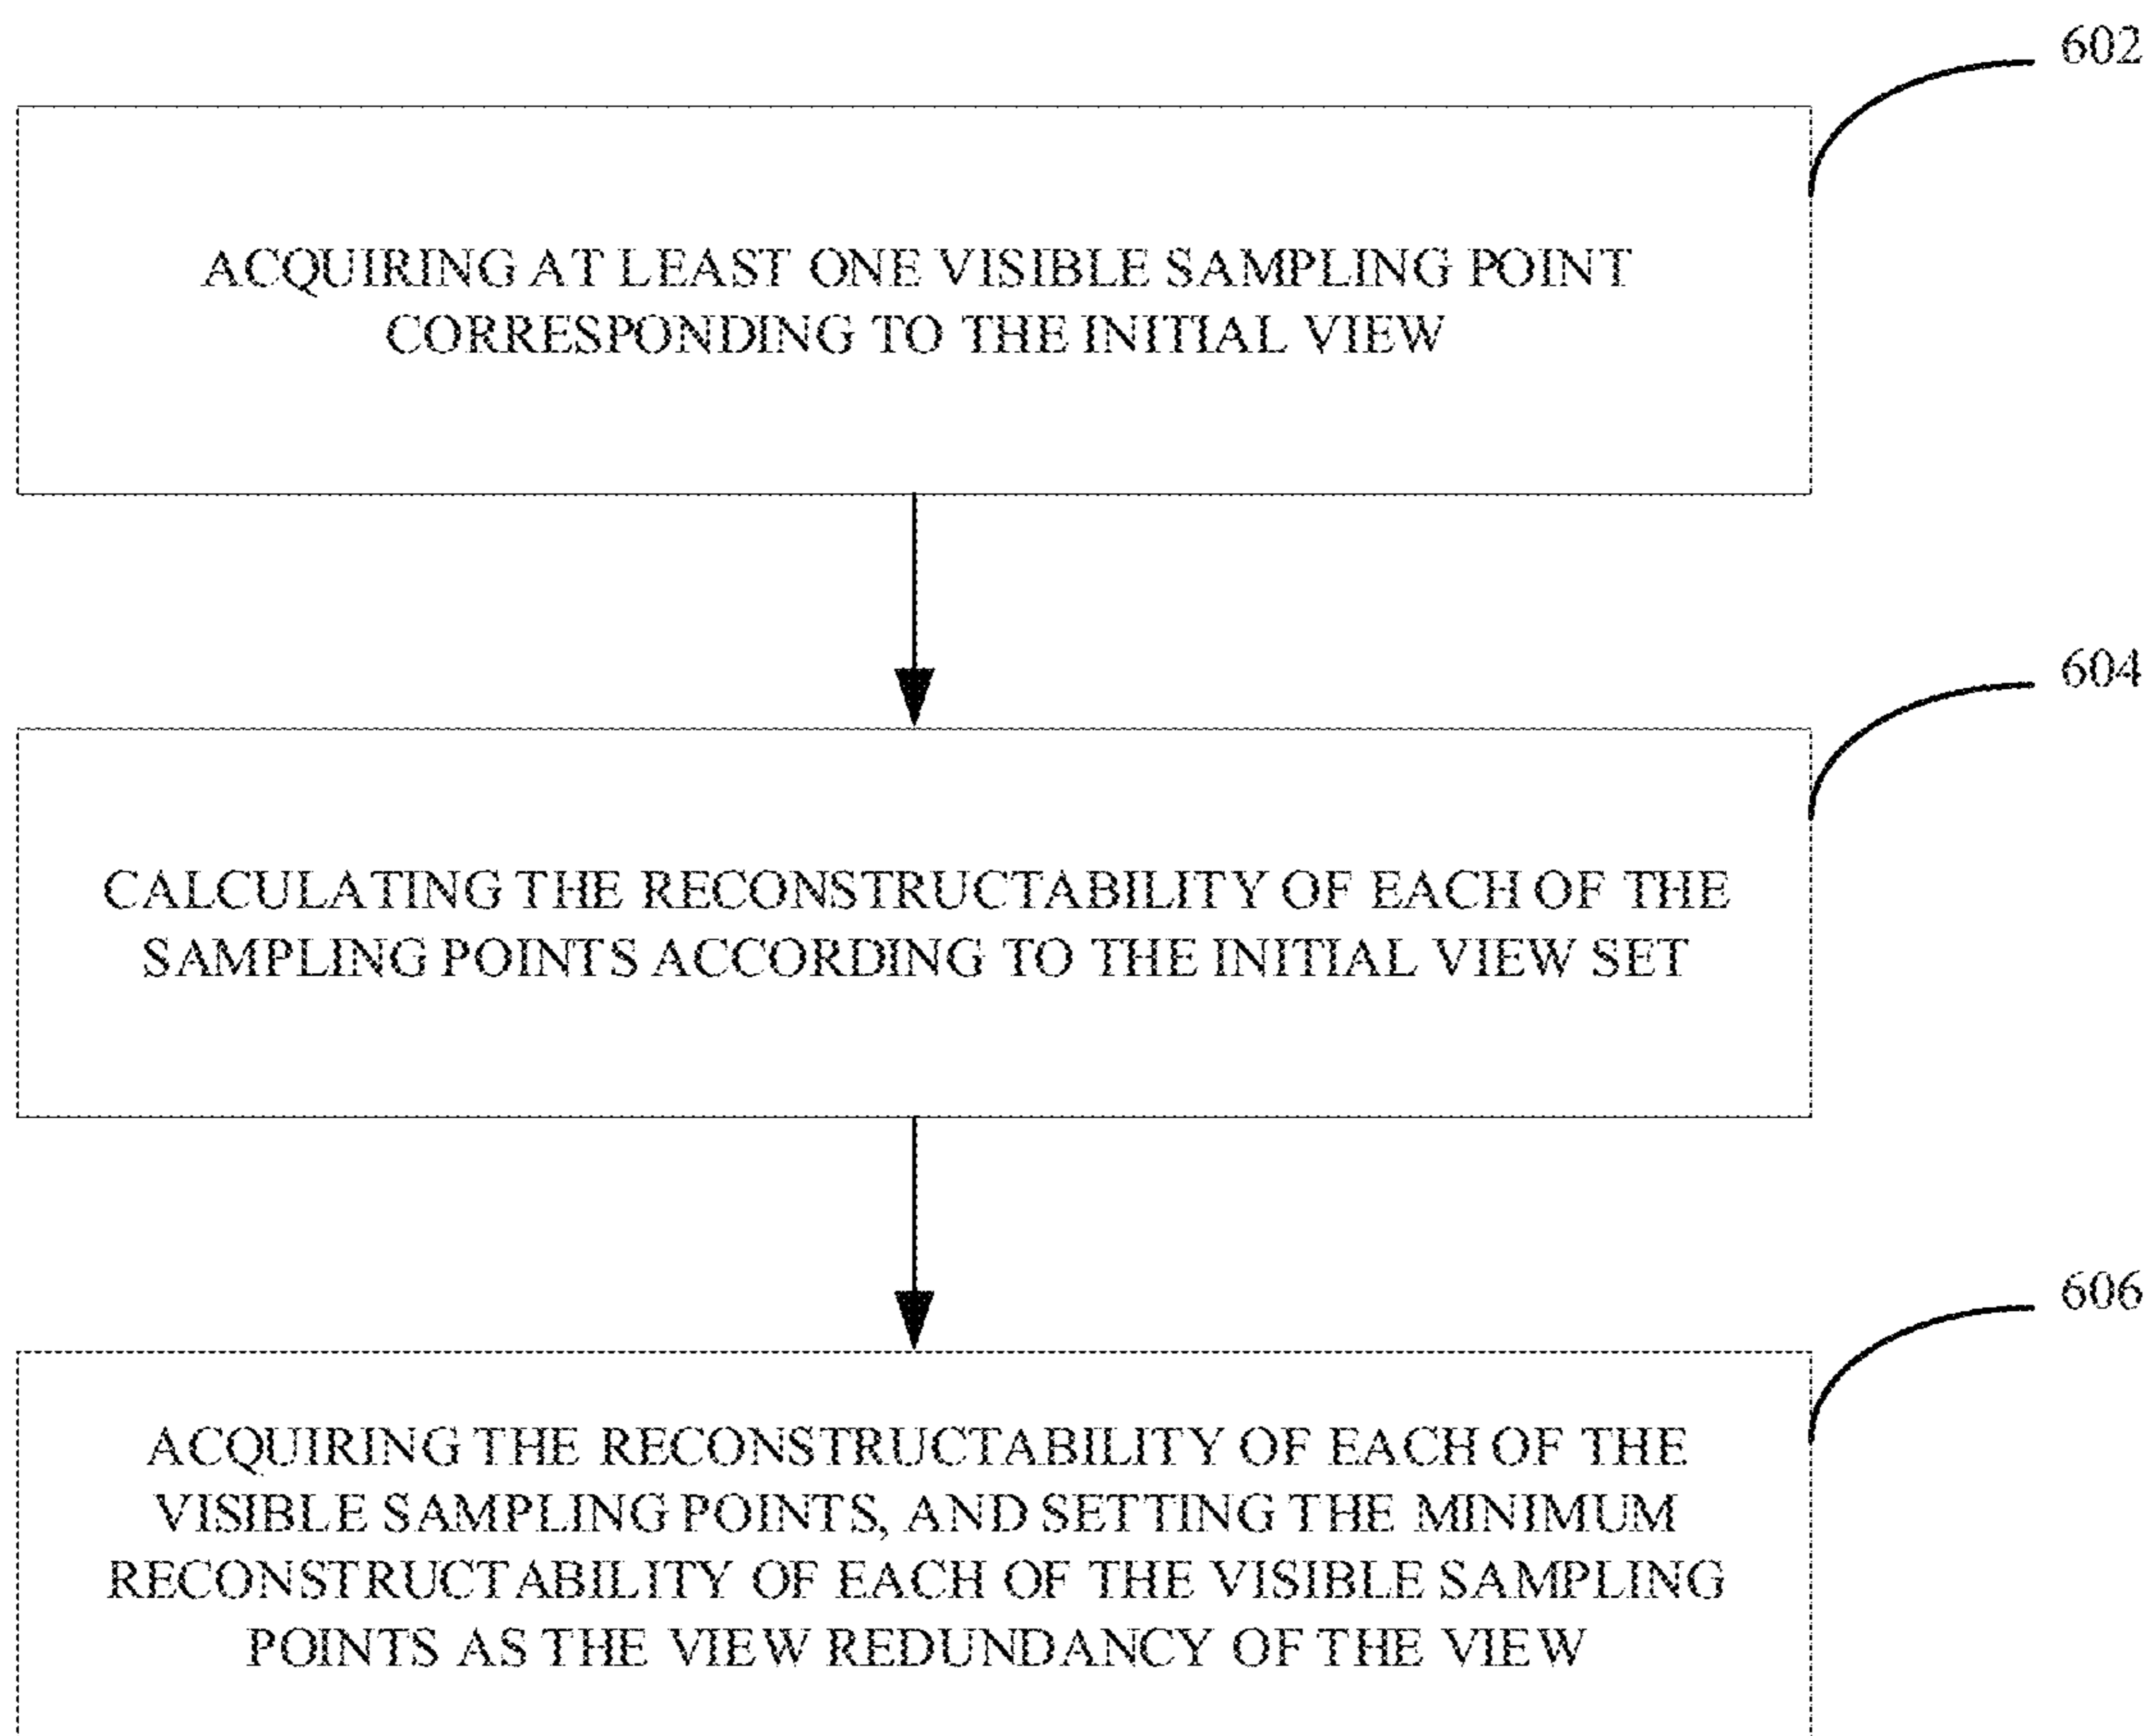 602
ACQUIRING AT LEAST ONE VISIBLE SAMPLING POINT
CORRESPONDING TO THE INITIAL VIEW
604
CALCULATING THE RECONSTRUCTABILITY OF EACH OF THE
SAMPLING POINTS ACCORDING TO THE INITIAL VIEW SET
606
ACQUIRING THE RECONSTRUCTABILITY OF EACH OF THE
VISIBLE SAMPLING POINTS, AND SETTING THE MINIMUM
RECONSTRUCTABILITY OF EACH OF THE VISIBLE SAMPLING
POINTS AS THE VIEW REDUNDANCY OF THE VIEW